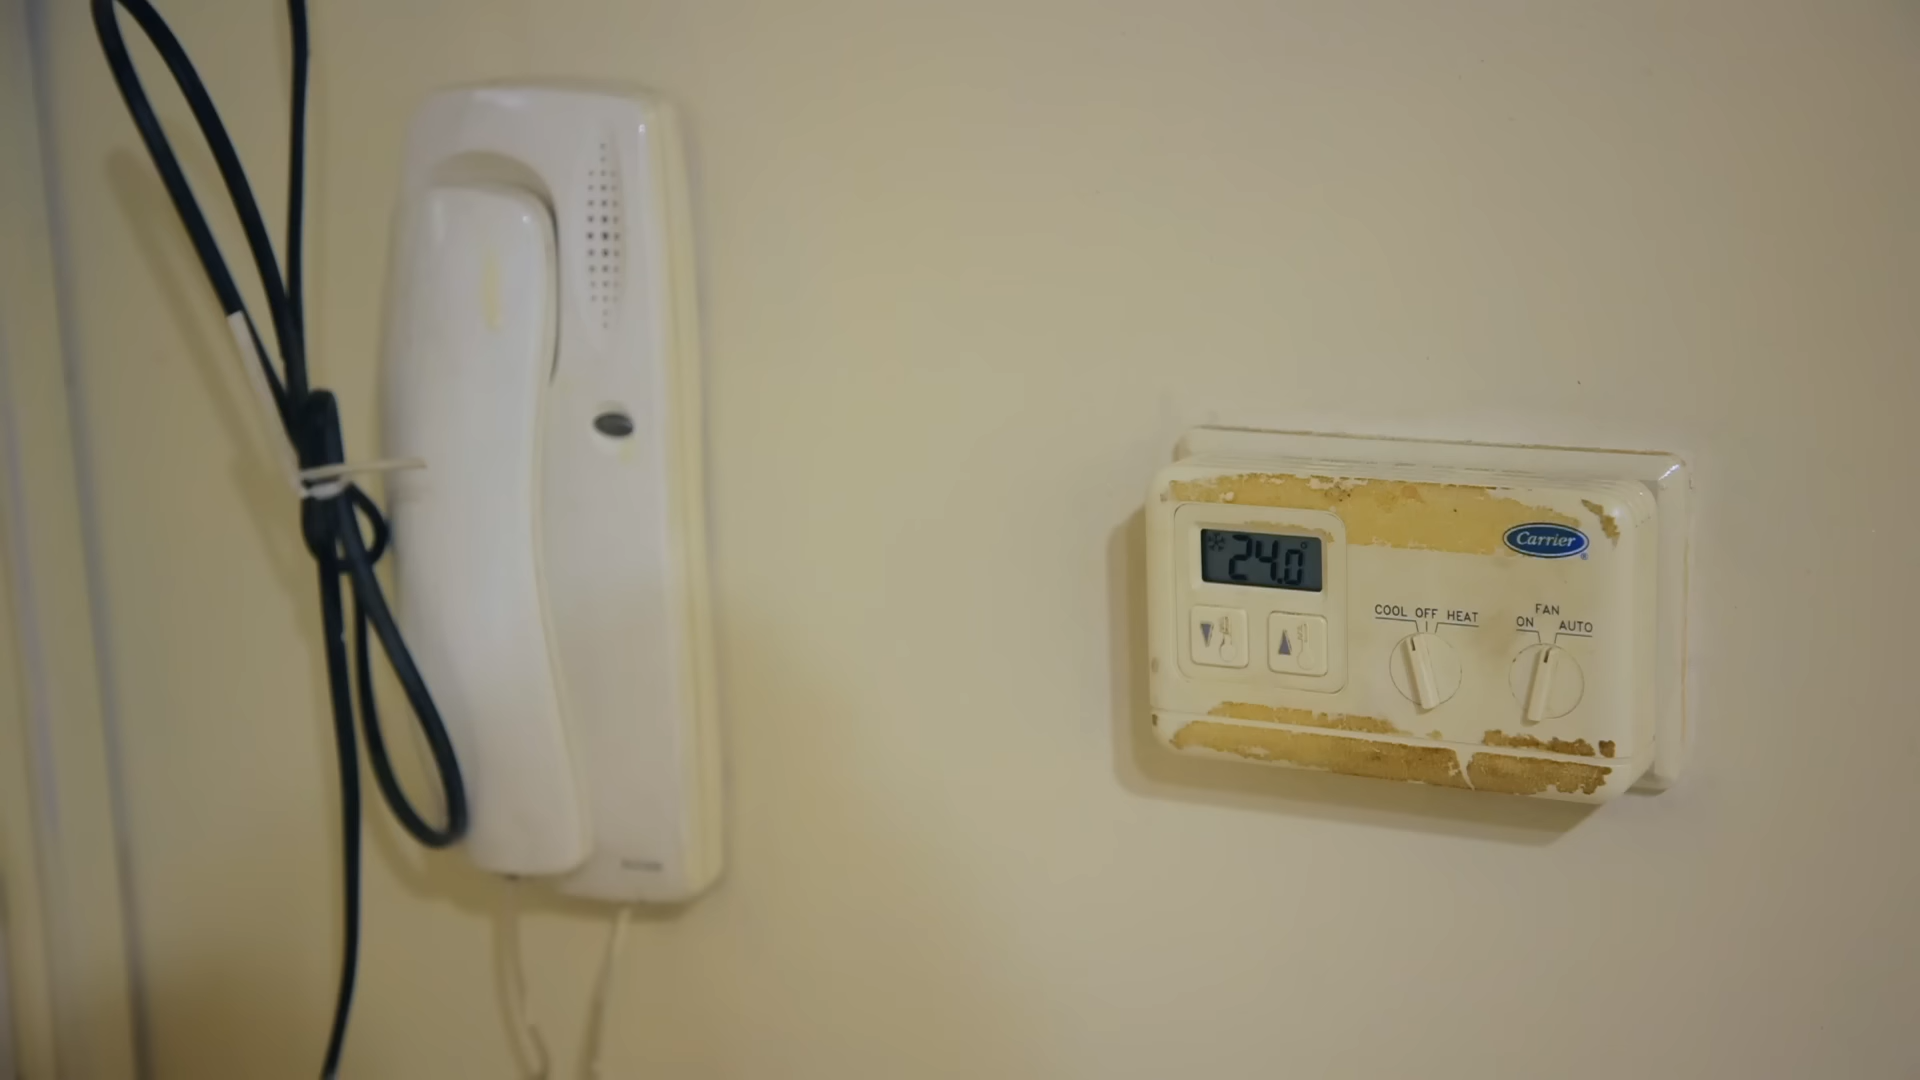 24.0°
Carrier
COOL OFF HEAT
FAN
ON AUTO